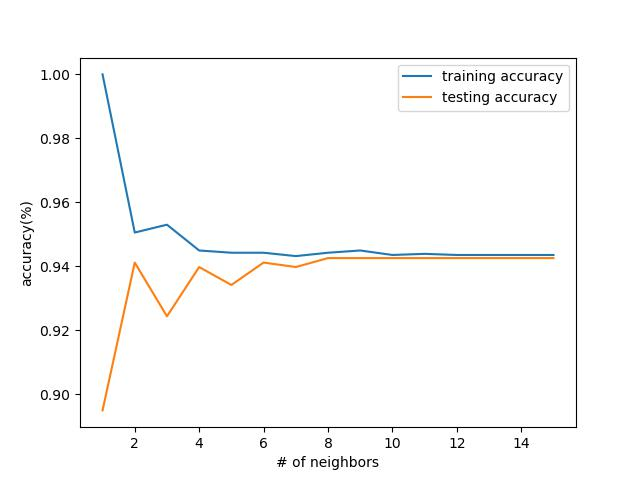 training accuracy
testing accuracy
1.00
0.98
0.96
0.94
0.92
0.90
accuracy(%)
2 4 6 8 10 12 14
# of neighbors